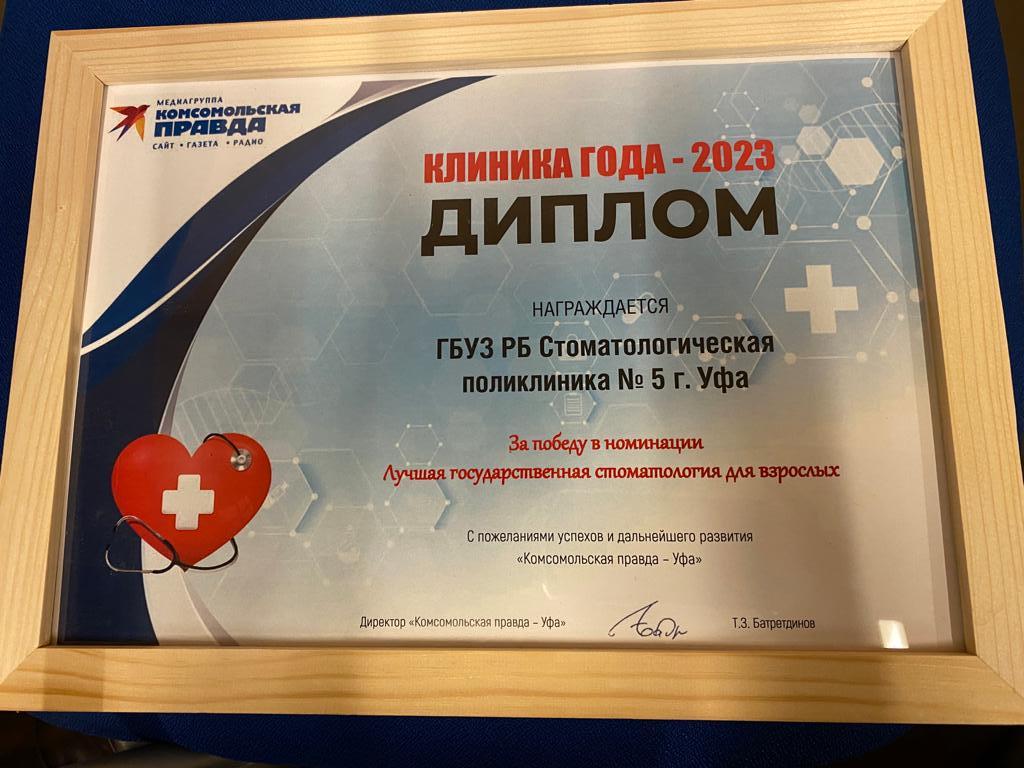 МЕДИАГРУППА
КОМСОМОЛЬСКАЯ
ПРАВДА
САЙТ • ГАЗЕТА • РАДИО
КЛИНИКА ГОДА - 2023
ДИПЛОМ
НАГРАЖДАЕТСЯ
ГБУЗ РБ Стоматологическая
поликлиника № 5 г. Уфа
За победу в номинации
Лучшая государственная стоматология для взрослых
С пожеланиями успехов и дальнейшего развития
«Комсомольская правда – Уфа»
Директор «Комсомольская правда – Уфа» Т.З. Батретдинов